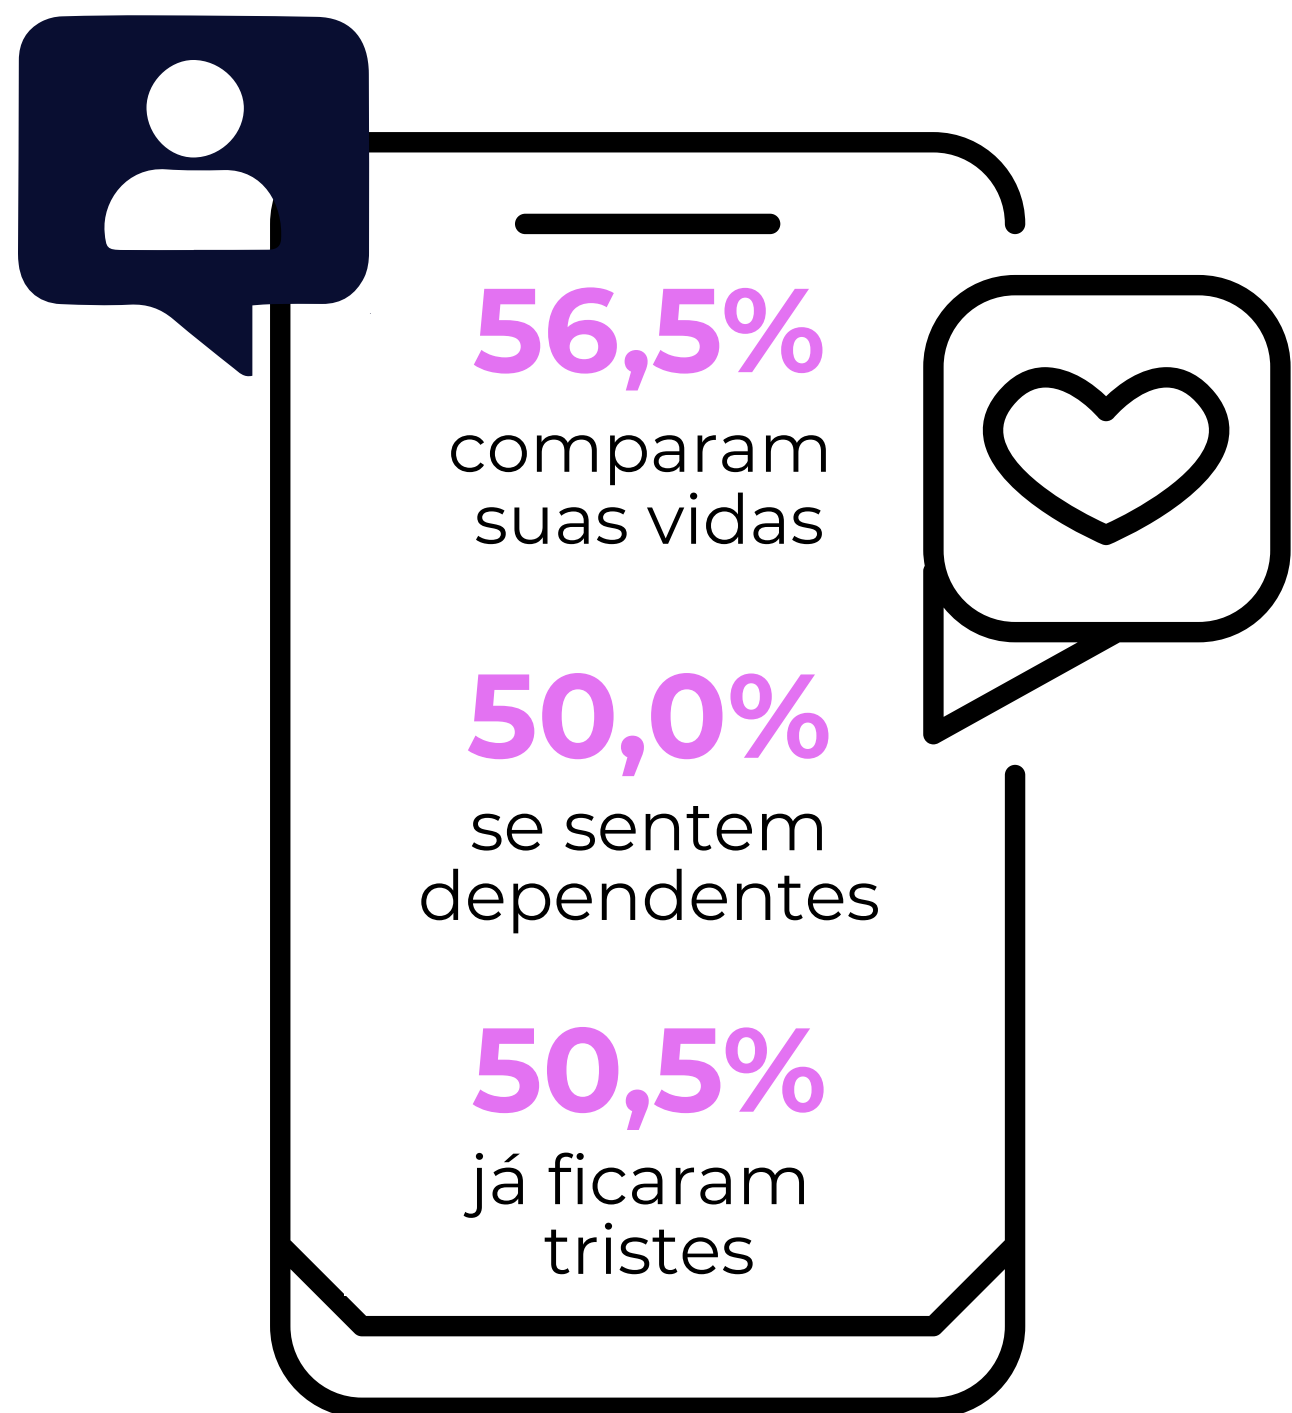 56,5%
comparam
suas vidas
50,0%
se sentem
dependentes
50,5%
já ficaram
tristes